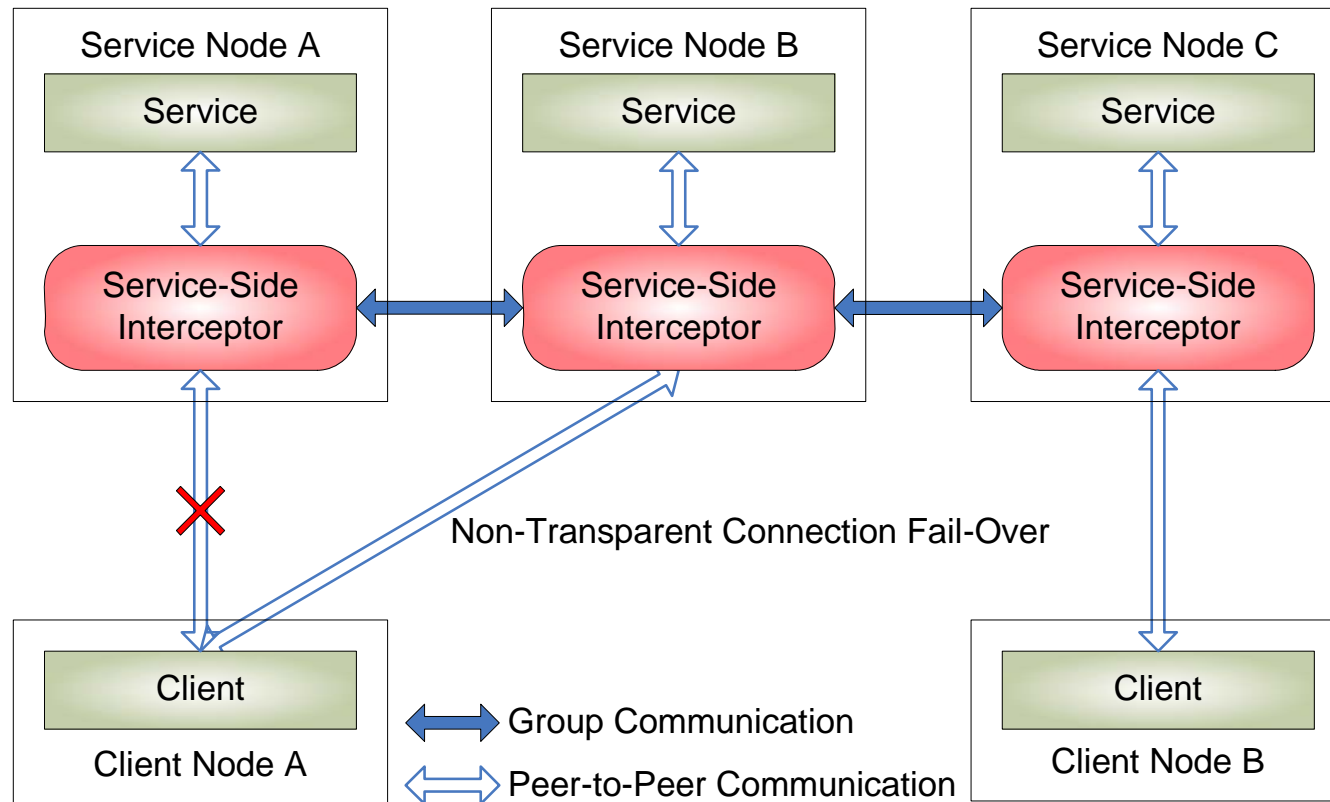 Service Node A
Service
Service-Side
Interceptor
Service Node B
Service
Service-Side
Interceptor
Service Node C
Service
Service-Side
Interceptor
Non-Transparent Connection Fail-Over
Client
Client Node A
Group Communication
Peer-to-Peer Communication
Client
Client Node B